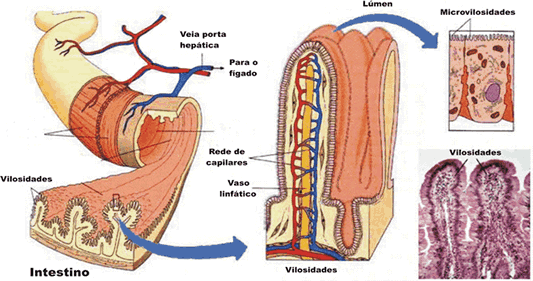 Veia porta
hepática
Para o
fígado
Vilosidades
Intestino
Lúmen
Rede de
capilares
Vaso
linfático
Vilosidades
Microvilosidades
Vilosidades